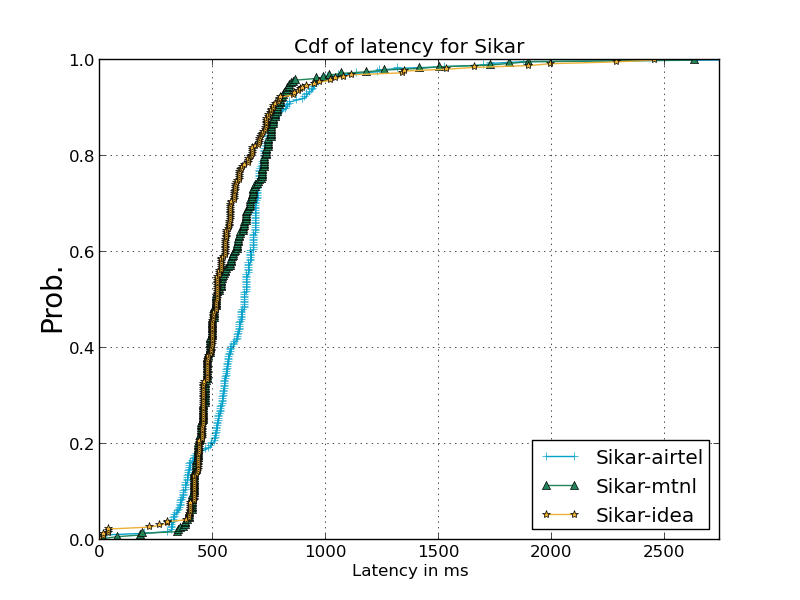 Cdf of latency for Sikar
1.0
0.8
0.6
0.4
0.2
0.0
Prob.
0 500 1000 1500 2000 2500
Latency in ms
Sikar-airtel
Sikar-mtnl
Sikar-idea